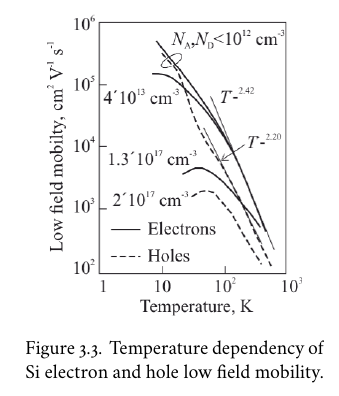 10⁶
N_A,N_D<10¹² cm⁻³
10⁵
4´10¹³ cm⁻³
T-²·⁴²
10⁴
1.3´10¹⁷ cm⁻³
T-²·²⁰
10³
2´10¹⁷ cm⁻³
Electrons
Holes
10²
1 10 10² 10³
Low field mobilty, cm² V⁻¹ s⁻¹
Temperature, K
Figure 3.3. Temperature dependency of
Si electron and hole low field mobility.